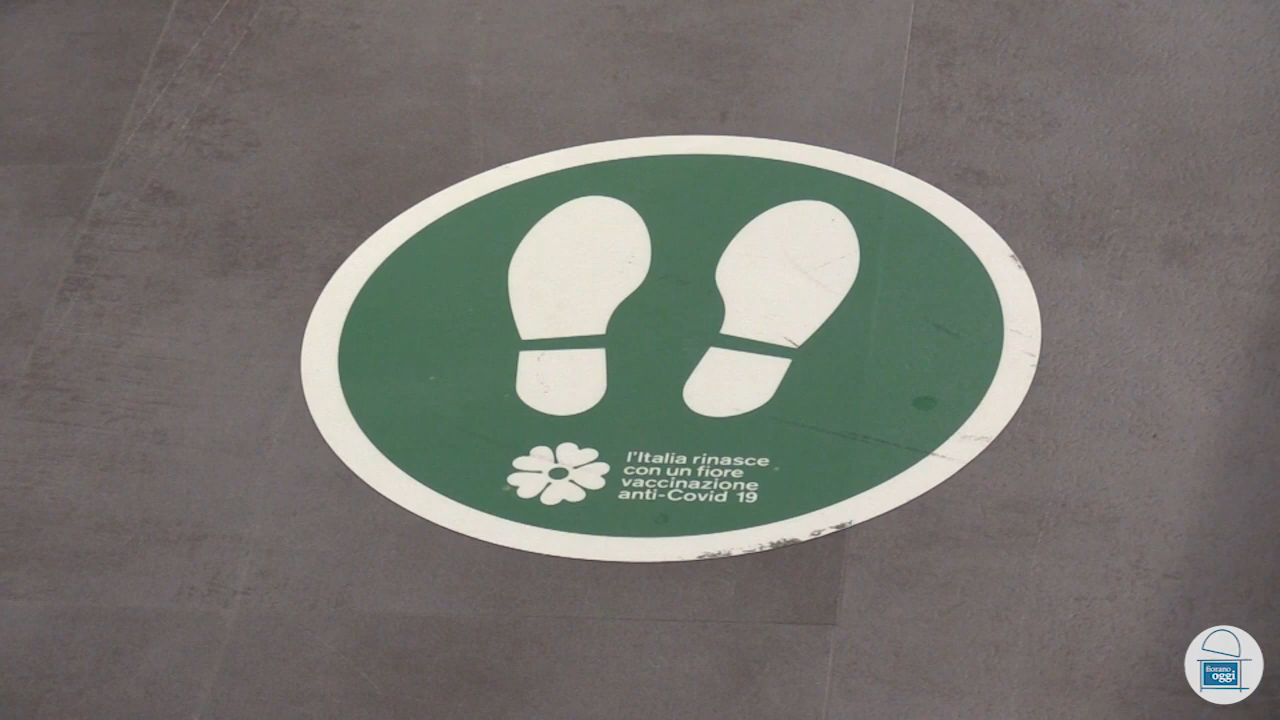 l'Italia rinasce
con un fiore
vaccinazione
anti-Covid 19
fiorano
oggi